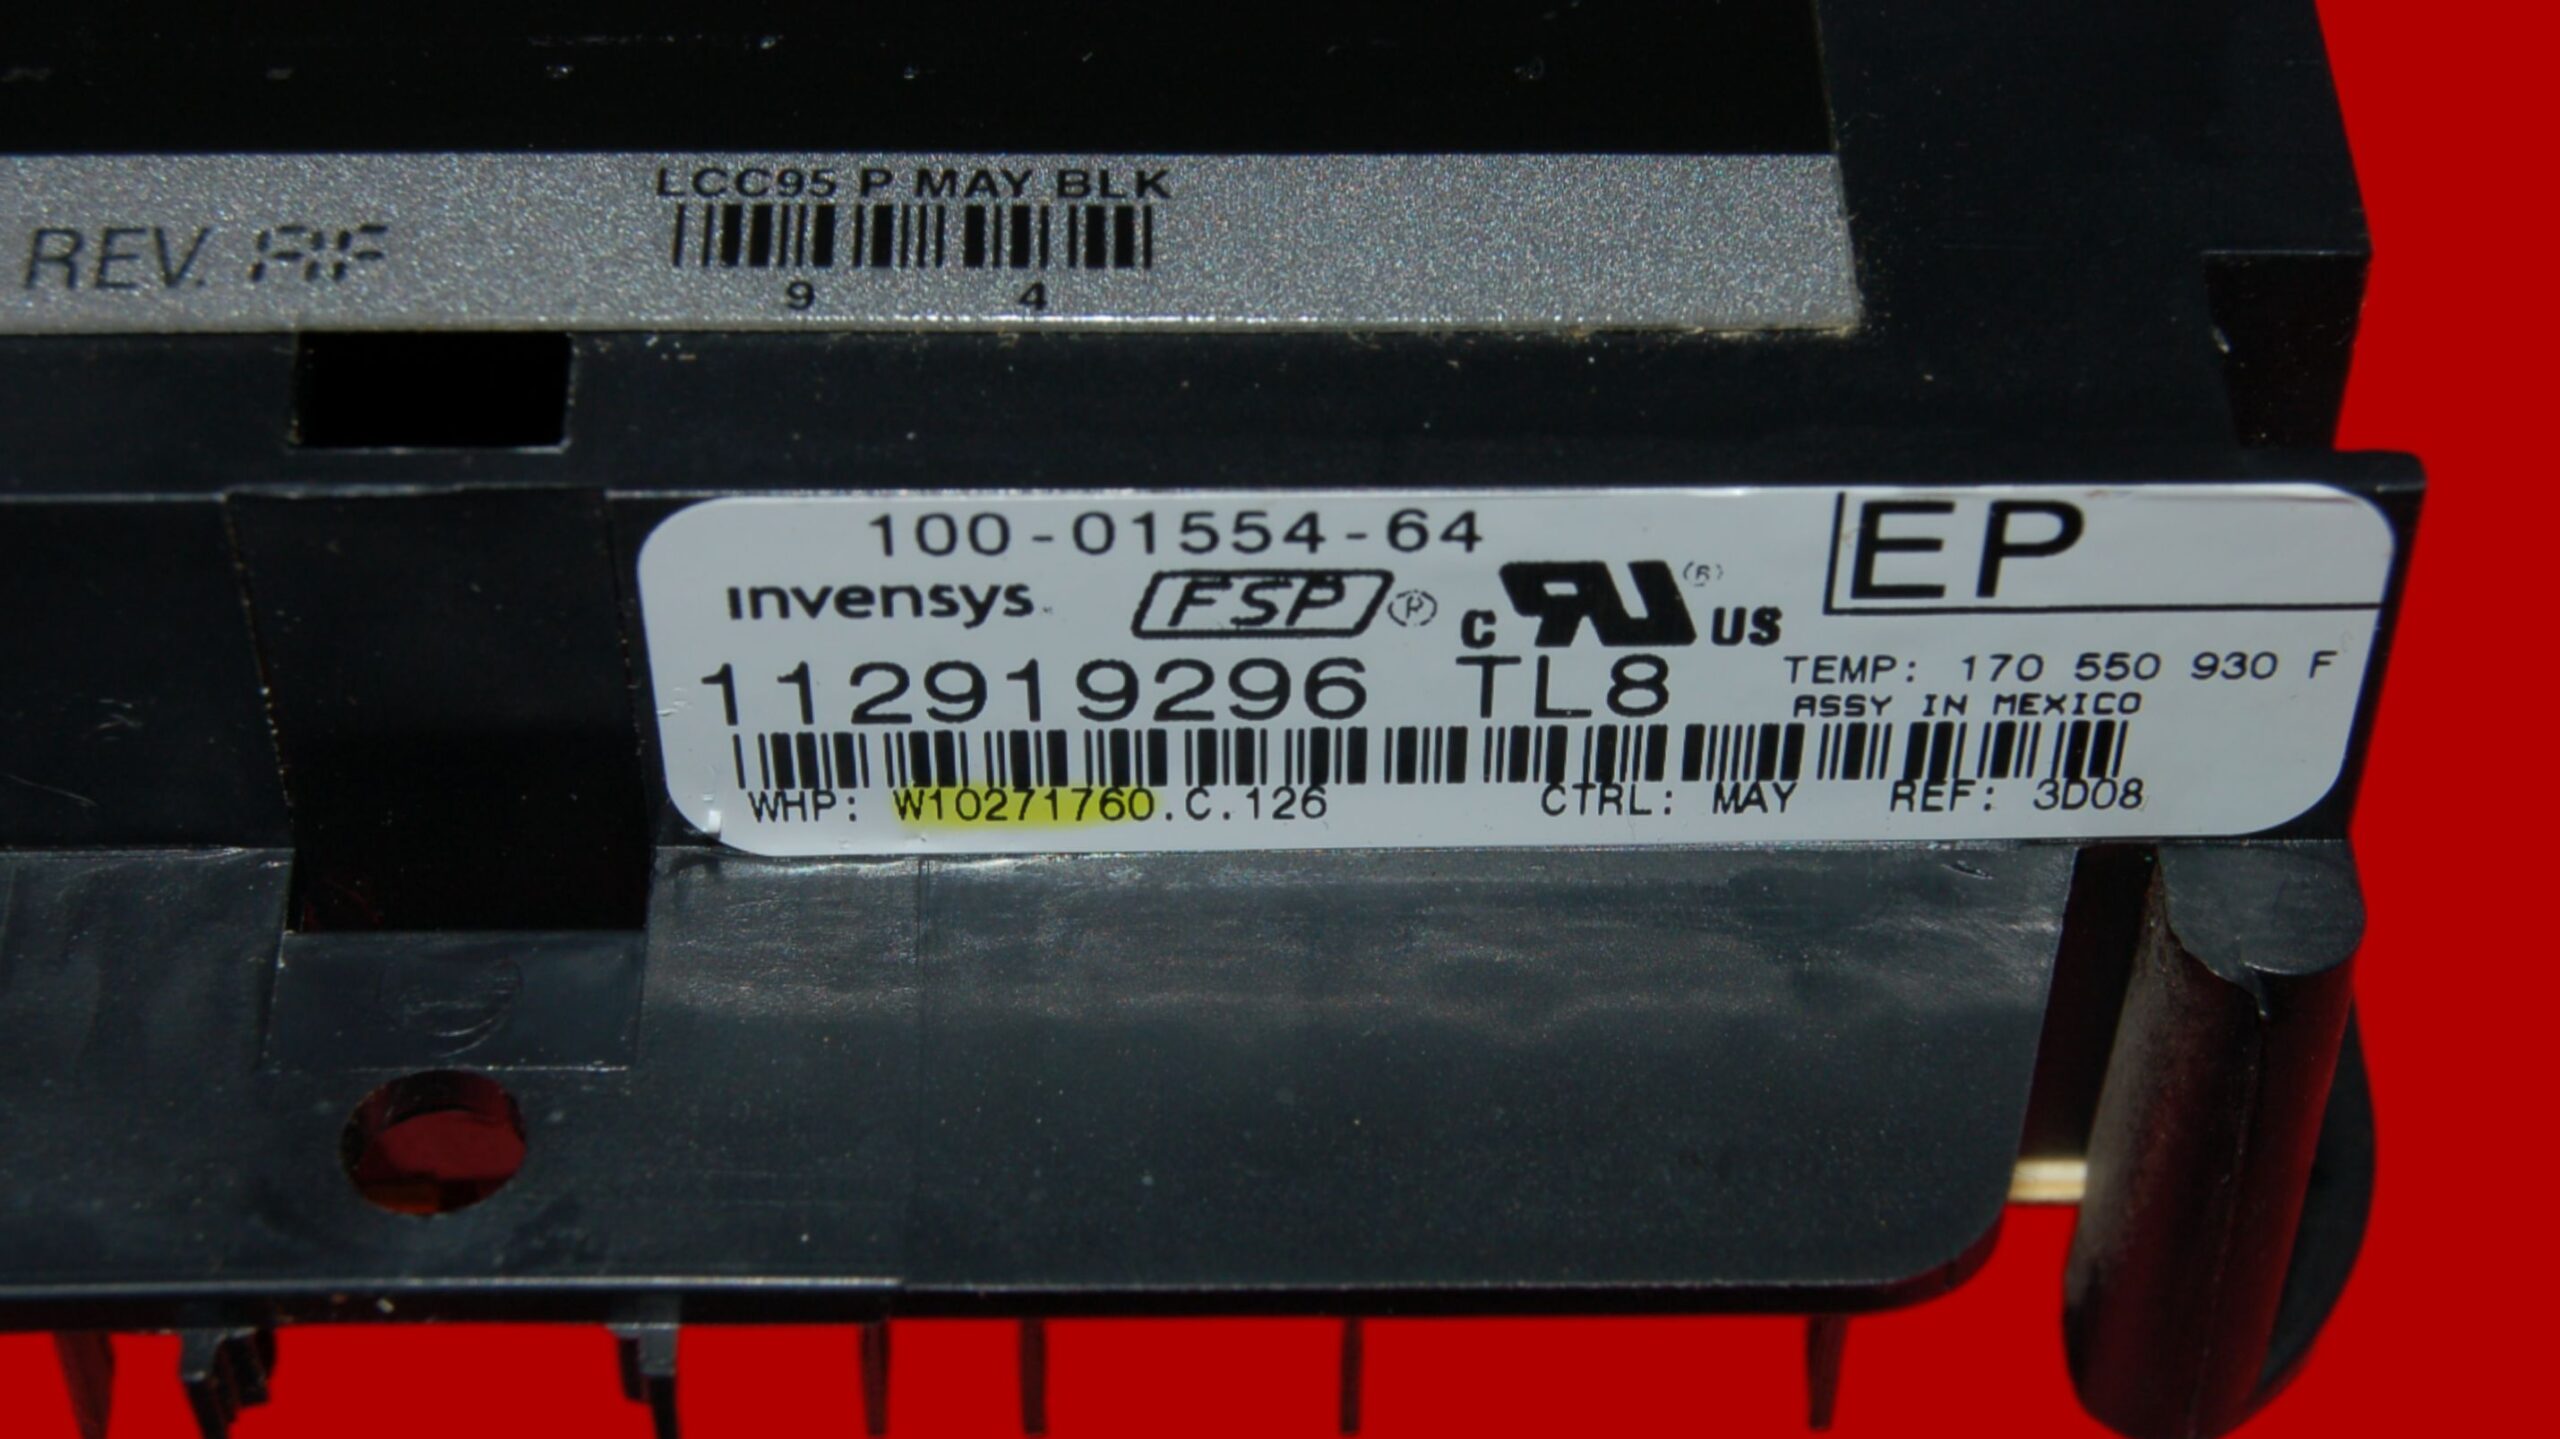 LCC95 P MAY BLK
REV. AF
9 4
100-01554-64
EP
invensys FSP® c RU® US
112919296 TL8
TEMP: 170 550 930 F
ASSY IN MEXICO
WHP: W10271760.C.126 CTRL: MAY REF: 3D08